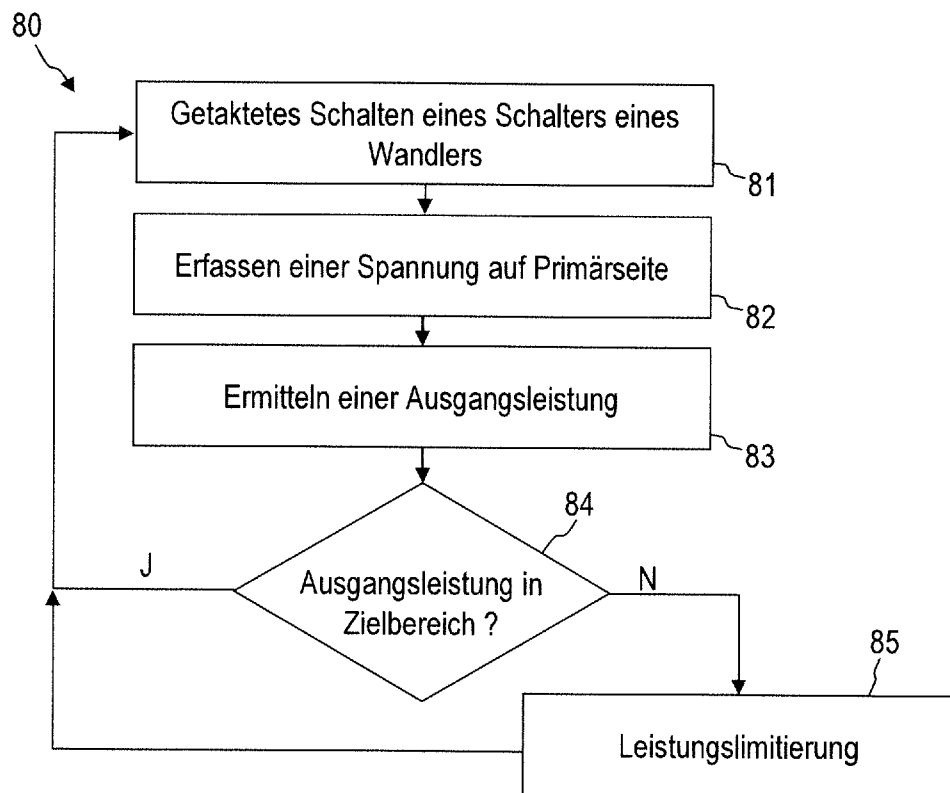 80
Getaktetes Schalten eines Schalters eines
Wandlers
81
Erfassen einer Spannung auf Primärseite
82
Ermitteln einer Ausgangsleistung
83
84
J
Ausgangsleistung in
Zielbereich ?
N
85
Leistungslimitierung